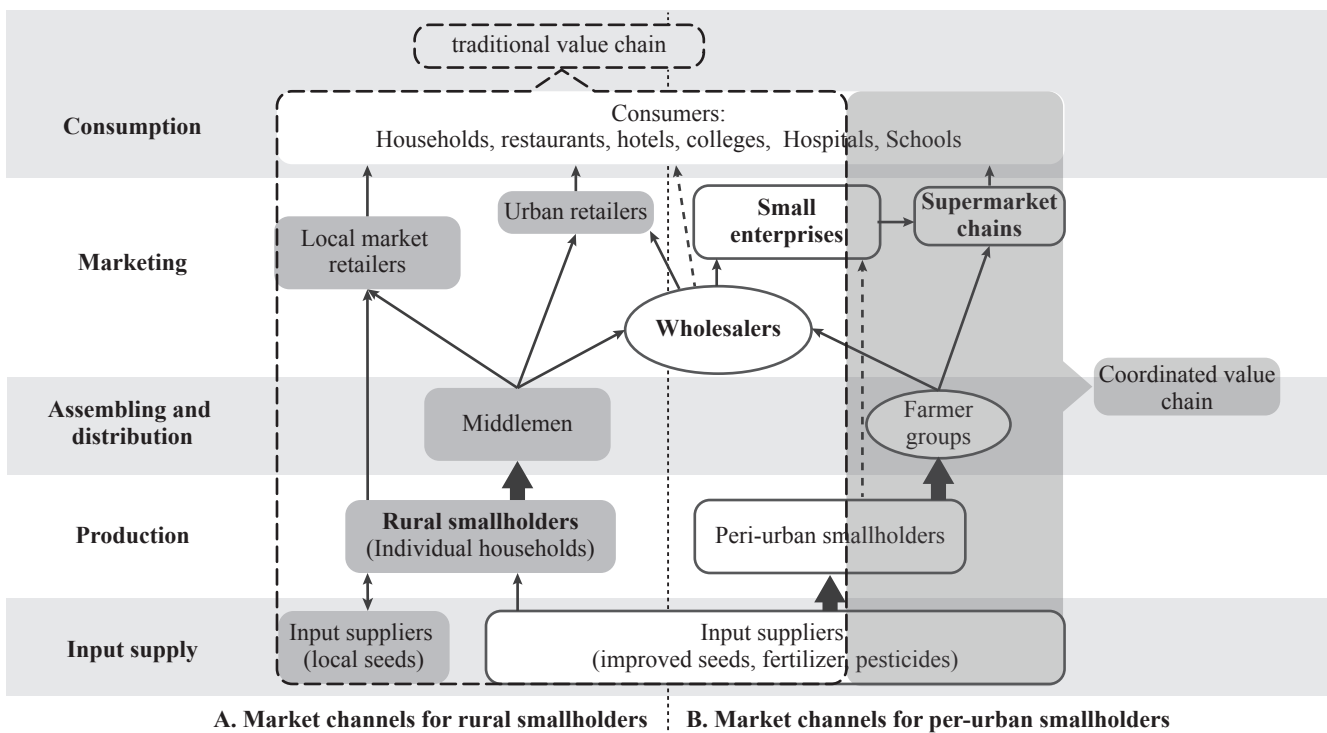 traditional value chain
Consumption
Consumers:
Households, restaurants, hotels, colleges, Hospitals, Schools
Marketing
Local market
retailers
Urban retailers
Small
enterprises
Supermarket
chains
Wholesalers
Assembling and
distribution
Middlemen
Farmer
groups
Coordinated value
chain
Production
Rural smallholders
(Individual households)
Peri-urban smallholders
Input supply
Input suppliers
(local seeds)
Input suppliers
(improved seeds, fertilizer, pesticides)
A. Market channels for rural smallholders
B. Market channels for per-urban smallholders